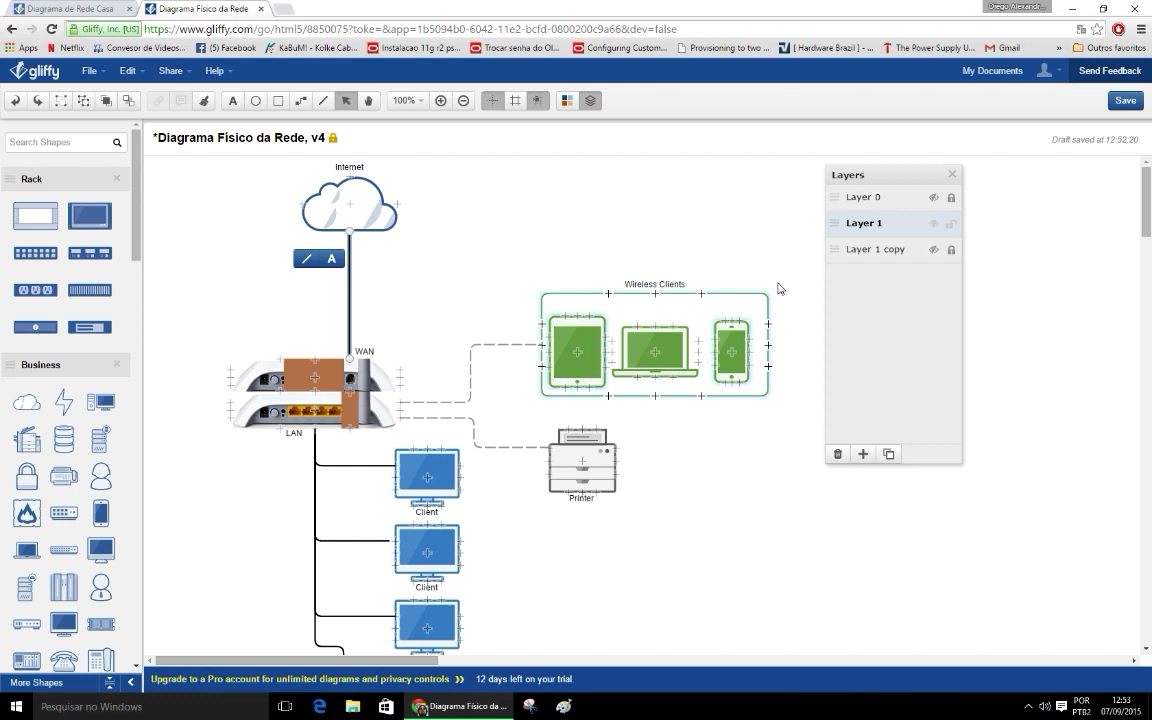 Diego Alexandr...
Diagrama de Rede Casa
Diagrama Físico da Rede
Gliffy, Inc. [US]
https://www.gliffy.com/go/html5/8850075?toke=&app=1b5094b0-6042-11e2-bcfd-0800200c9a66&dev=false
Apps
Netflix
Convesor de Videos...
(5) Facebook
KaBuM! - Kolke Cab...
Instalacao 11g r2 ps...
Trocar senha do OI...
Configuring Custom...
Provisioning to two ...
[ Hardware Brazil ] - ...
The Power Supply U...
Gmail
»
Outros favoritos
gliffy
File
Edit
Share
Help
My Documents
Send Feedback
100%
Save
Search Shapes
*Diagrama Físico da Rede, v4
Draft saved at 12:52:20
Rack
Business
Internet
WAN
LAN
Wireless Clients
Printer
Client
Client
Layers
Layer 0
Layer 1
Layer 1 copy
More Shapes
Upgrade to a Pro account for unlimited diagrams and privacy controls »
12 days left on your trial.
Pesquisar no Windows
Diagrama Físico da ...
POR
PTB2
12:53
07/09/2015